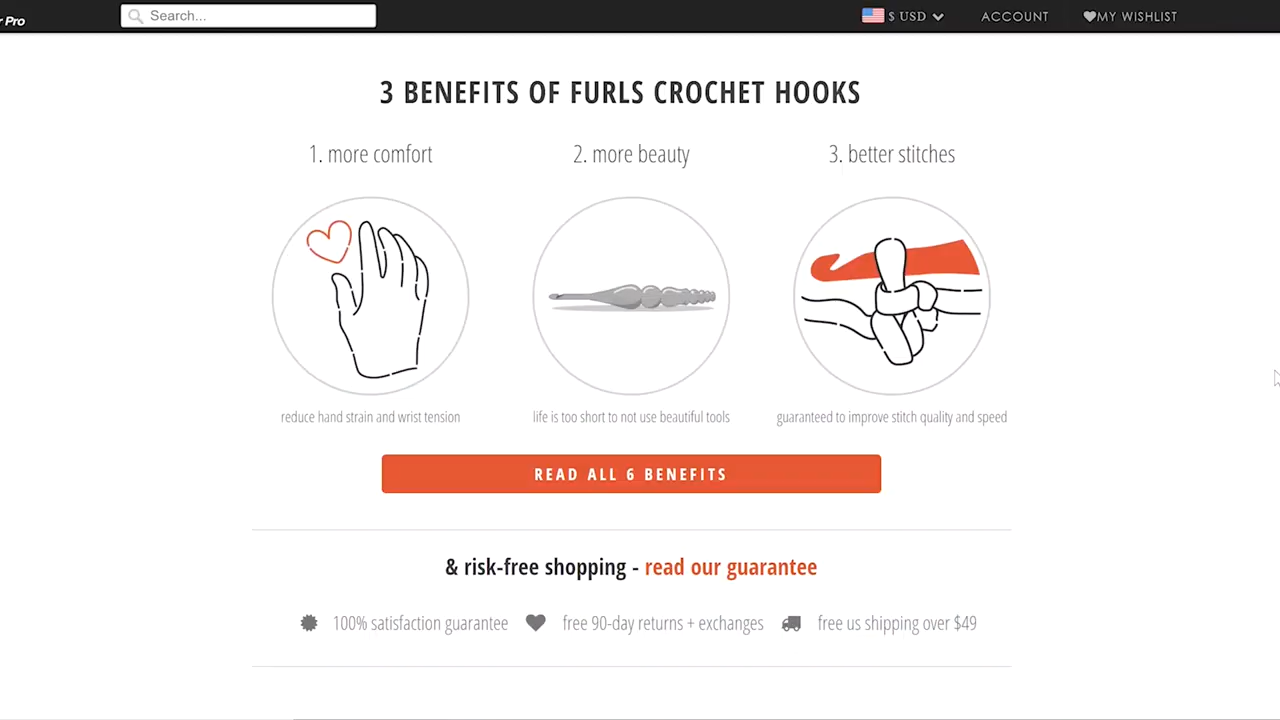 r Pro
Search...
$ USD
ACCOUNT
MY WISHLIST
3 BENEFITS OF FURLS CROCHET HOOKS
1. more comfort
2. more beauty
3. better stitches
reduce hand strain and wrist tension
life is too short to not use beautiful tools
guaranteed to improve stitch quality and speed
READ ALL 6 BENEFITS
& risk-free shopping - read our guarantee
100% satisfaction guarantee
free 90-day returns + exchanges
free us shipping over $49